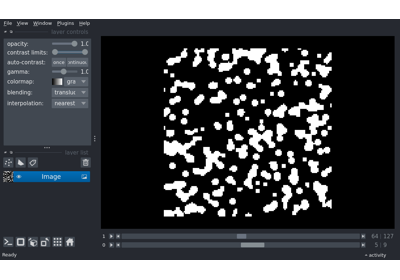 File View Window Plugins Help
layer controls
opacity: 1.0
contrast limits:
auto-contrast: once continuous
gamma: 1.0
colormap: gra
blending: translu
interpolation: nearest
layer list
Image
1 64 127
0 5 9
Ready activity